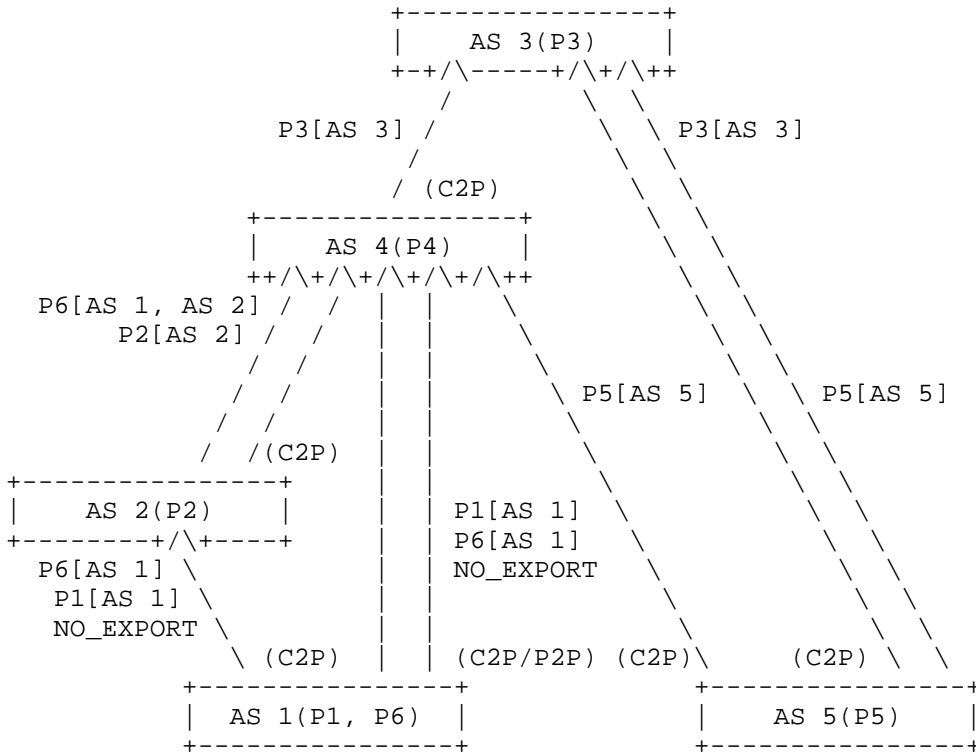 AS 3(P3)
P3[AS 3]
P3[AS 3]
(C2P)
AS 4(P4)
P6[AS 1, AS 2]
P2[AS 2]
P5[AS 5]
P5[AS 5]
(C2P)
AS 2(P2)
P1[AS 1]
P6[AS 1]
NO_EXPORT
P6[AS 1]
P1[AS 1]
NO_EXPORT
(C2P)
(C2P/P2P)
(C2P)
(C2P)
AS 1(P1, P6)
AS 5(P5)